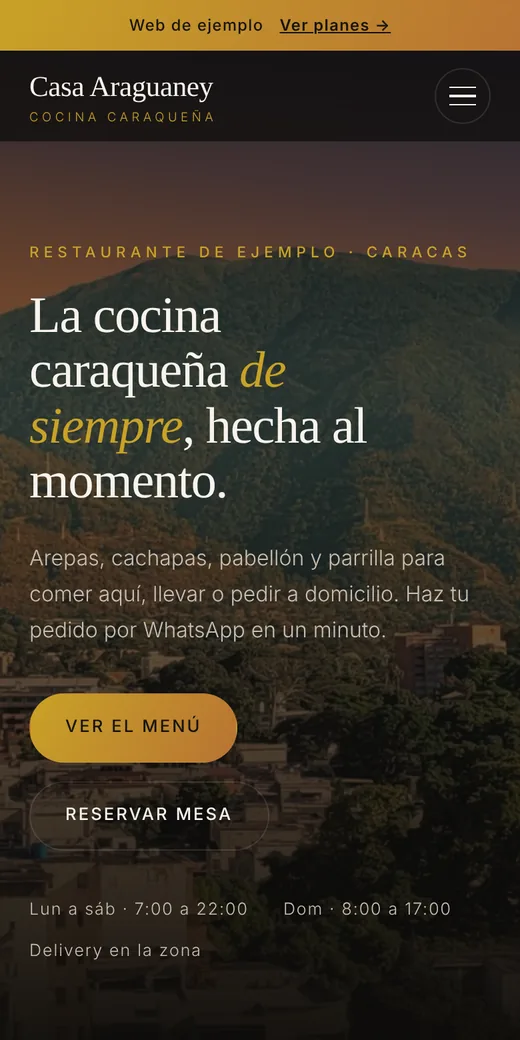 Web de ejemplo Ver planes →
Casa Araguaney
COCINA CARAQUEÑA
RESTAURANTE DE EJEMPLO · CARACAS
La cocina
caraqueña de
siempre, hecha al
momento.
Arepas, cachapas, pabellón y parrilla para
comer aquí, llevar o pedir a domicilio. Haz tu
pedido por WhatsApp en un minuto.
VER EL MENÚ
RESERVAR MESA
Lun a sáb · 7:00 a 22:00 Dom · 8:00 a 17:00
Delivery en la zona